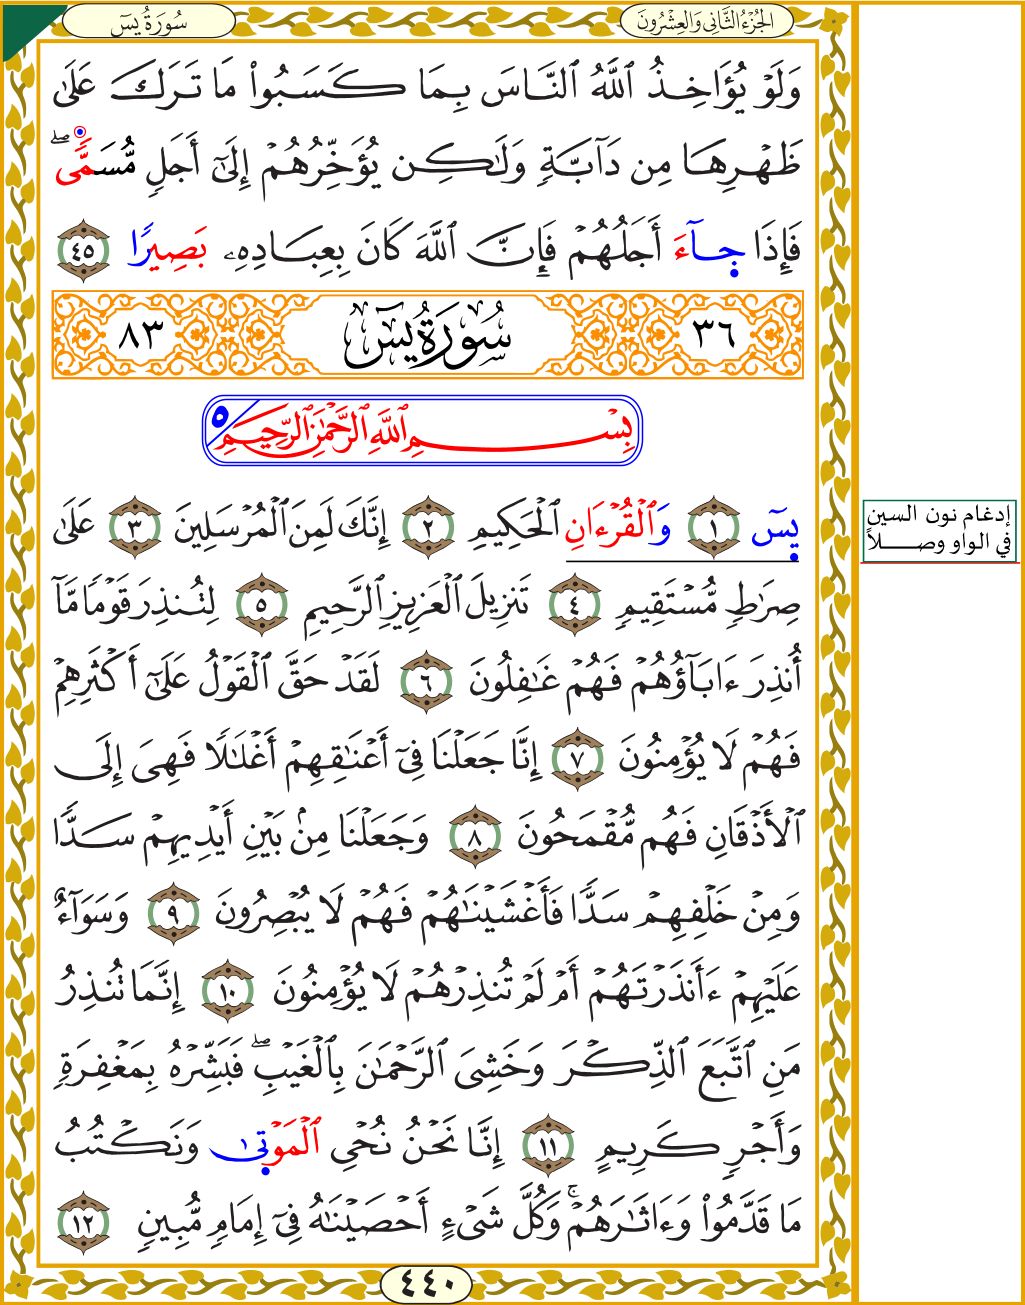 سُورَةُ يسٓ
الجُزْءُ الثَّانِي وَالعِشْرُونَ
وَلَوْ يُؤَاخِذُ ٱللَّهُ ٱلنَّاسَ بِمَا كَسَبُوا۟ مَا تَرَكَ عَلَىٰ
ظَهْرِهَا مِن دَآبَّةٍ وَلَٰكِن يُؤَخِّرُهُمْ إِلَىٰٓ أَجَلٍ مُّسَمًّى ۖ
فَإِذَا جَآءَ أَجَلُهُمْ فَإِنَّ ٱللَّهَ كَانَ بِعِبَادِهِۦ بَصِيرًا ٤٥
٣٦ سُورَةُ يسٓ ٨٣
بِسْمِ ٱللَّهِ ٱلرَّحْمَٰنِ ٱلرَّحِيمِ ٥
يسٓ ١ وَٱلْقُرْءَانِ ٱلْحَكِيمِ ٢ إِنَّكَ لَمِنَ ٱلْمُرْسَلِينَ ٣ عَلَىٰ
صِرَٰطٍ مُّسْتَقِيمٍ ٤ تَنزِيلَ ٱلْعَزِيزِ ٱلرَّحِيمِ ٥ لِتُنذِرَ قَوْمًا مَّآ
أُنذِرَ ءَابَآؤُهُمْ فَهُمْ غَٰفِلُونَ ٦ لَقَدْ حَقَّ ٱلْقَوْلُ عَلَىٰٓ أَكْثَرِهِمْ
فَهُمْ لَا يُؤْمِنُونَ ٧ إِنَّا جَعَلْنَا فِىٓ أَعْنَٰقِهِمْ أَغْلَٰلًا فَهِىَ إِلَى
ٱلْأَذْقَانِ فَهُم مُّقْمَحُونَ ٨ وَجَعَلْنَا مِنۢ بَيْنِ أَيْدِيهِمْ سَدًّا
وَمِنْ خَلْفِهِمْ سَدًّا فَأَغْشَيْنَٰهُمْ فَهُمْ لَا يُبْصِرُونَ ٩ وَسَوَآءٌ
عَلَيْهِمْ ءَأَنذَرْتَهُمْ أَمْ لَمْ تُنذِرْهُمْ لَا يُؤْمِنُونَ ١٠ إِنَّمَا تُنذِرُ
مَنِ ٱتَّبَعَ ٱلذِّكْرَ وَخَشِىَ ٱلرَّحْمَٰنَ بِٱلْغَيْبِ ۖ فَبَشِّرْهُ بِمَغْفِرَةٍ
وَأَجْرٍ كَرِيمٍ ١١ إِنَّا نَحْنُ نُحْىِ ٱلْمَوْتَىٰ وَنَكْتُبُ
مَا قَدَّمُوا۟ وَءَاثَٰرَهُمْ ۚ وَكُلَّ شَىْءٍ أَحْصَيْنَٰهُ فِىٓ إِمَامٍ مُّبِينٍ ١٢
إدغام نون السين
في الواو وصلاً
٤٤٠